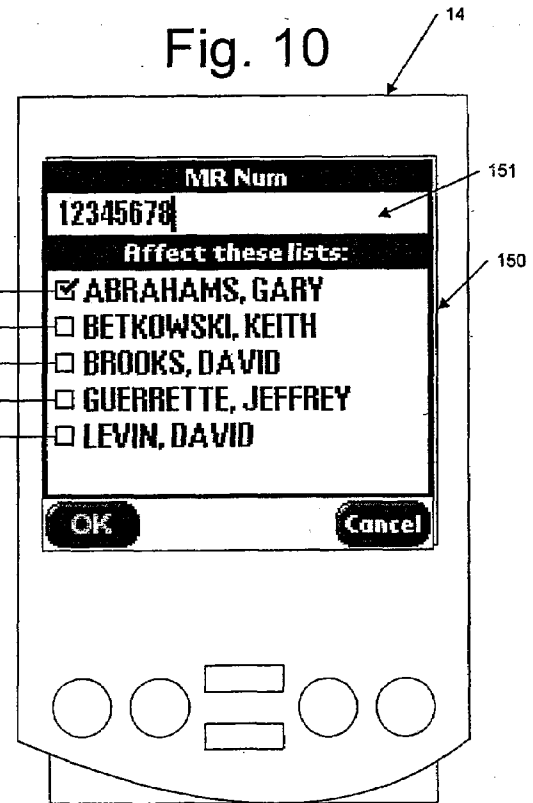 Fig. 10
14
MR Num
151
12345678
Affect these lists:
150
ABRAHAMS, GARY
BETKOWSKI, KEITH
BROOKS, DAVID
GUERRETTE, JEFFREY
LEVIN, DAVID
OK
Cancel